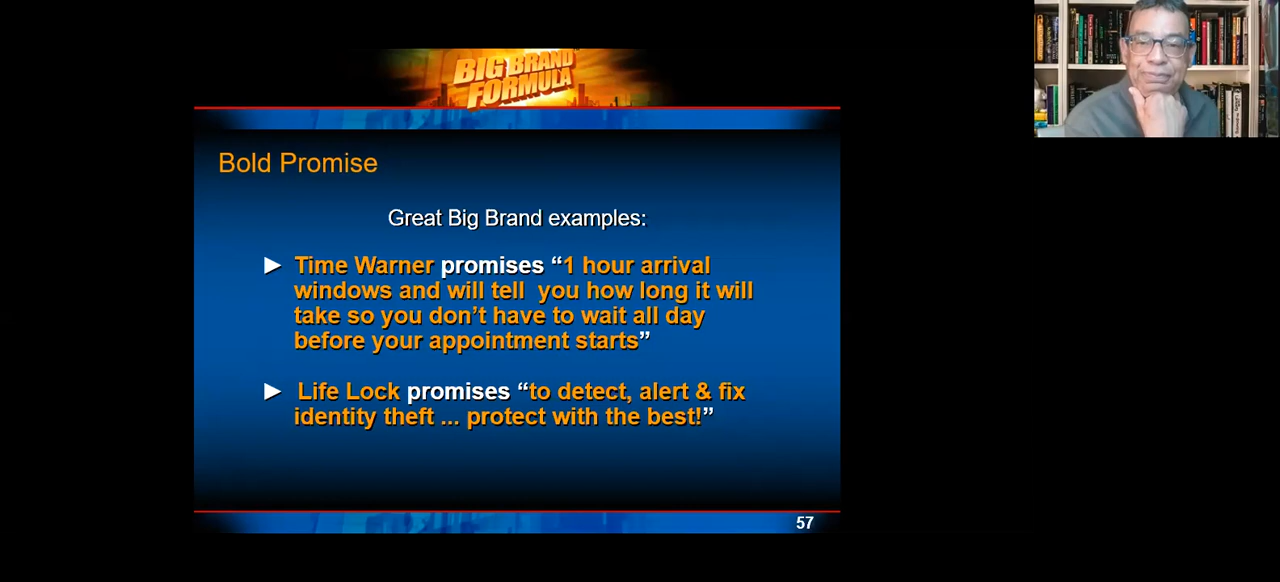 BIG BRAND
FORMULA
Bold Promise
Great Big Brand examples:
► Time Warner promises “1 hour arrival
windows and will tell  you how long it will
take so you don’t have to wait all day
before your appointment starts”
► Life Lock promises “to detect, alert & fix
identity theft ... protect with the best!”
57